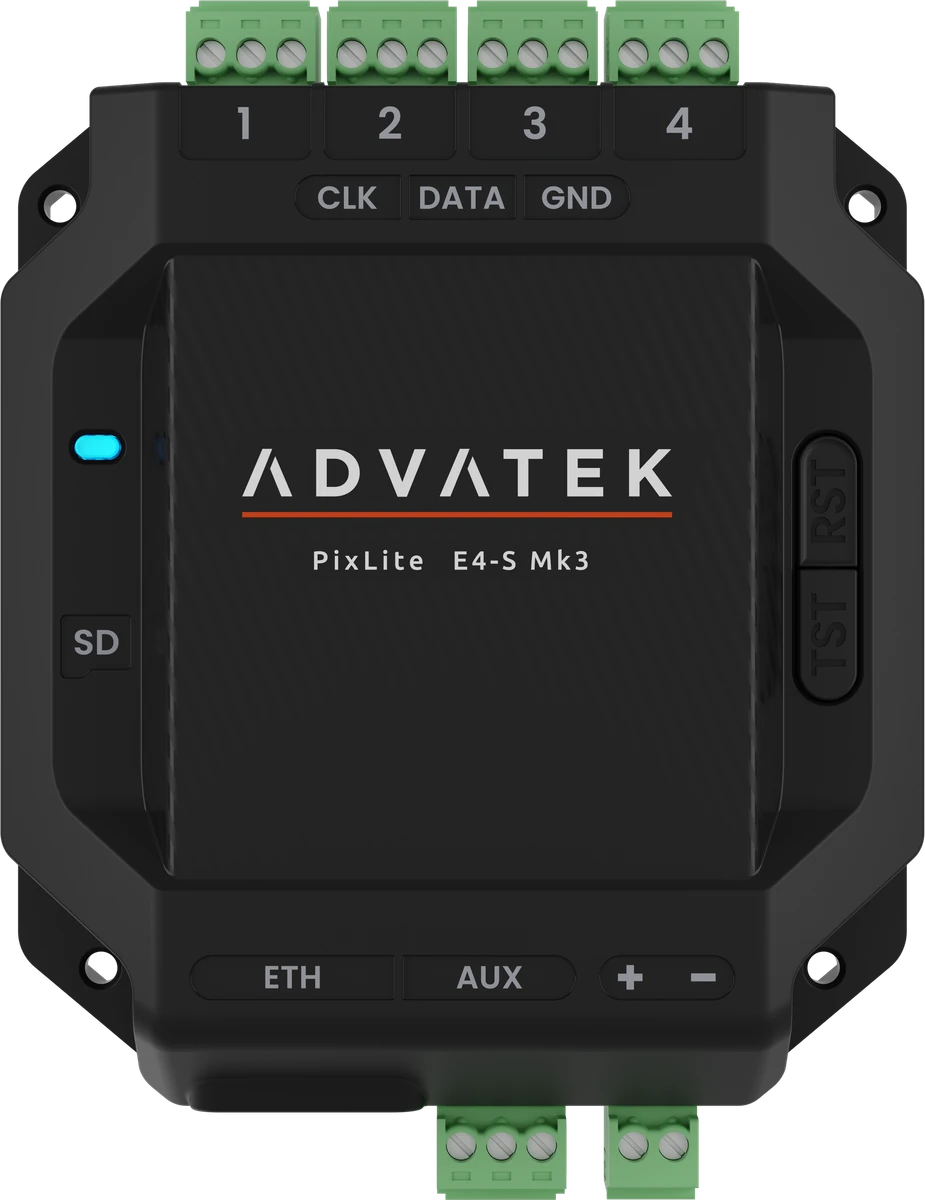 1 2 3 4
CLK DATA GND
ADVATEK
PixLite E4-S Mk3
RST
TST
SD
ETH AUX + -